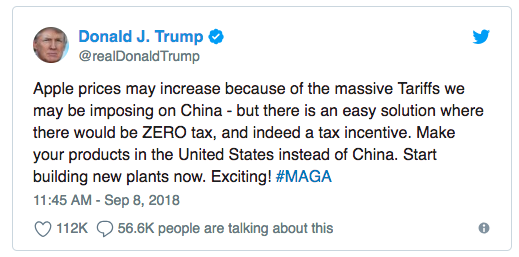 Donald J. Trump
@realDonaldTrump
Apple prices may increase because of the massive Tariffs we
may be imposing on China - but there is an easy solution where
there would be ZERO tax, and indeed a tax incentive. Make
your products in the United States instead of China. Start
building new plants now. Exciting! #MAGA
11:45 AM - Sep 8, 2018
112K 56.6K people are talking about this